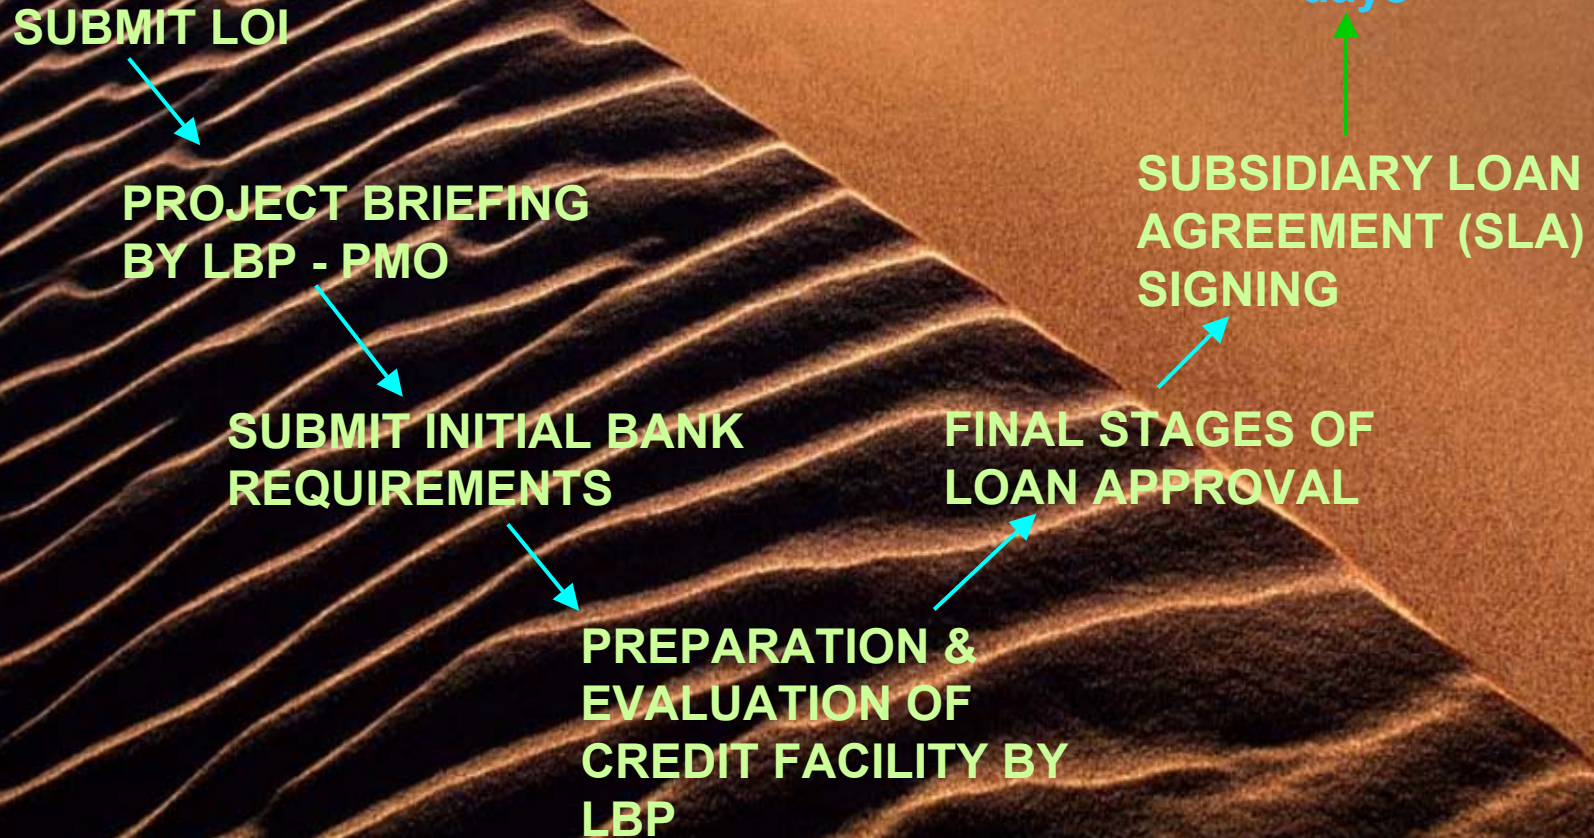 SUBMIT LOI
PROJECT BRIEFING
BY LBP - PMO
SUBMIT INITIAL BANK
REQUIREMENTS
PREPARATION &
EVALUATION OF
CREDIT FACILITY BY
LBP
FINAL STAGES OF
LOAN APPROVAL
SUBSIDIARY LOAN
AGREEMENT (SLA)
SIGNING